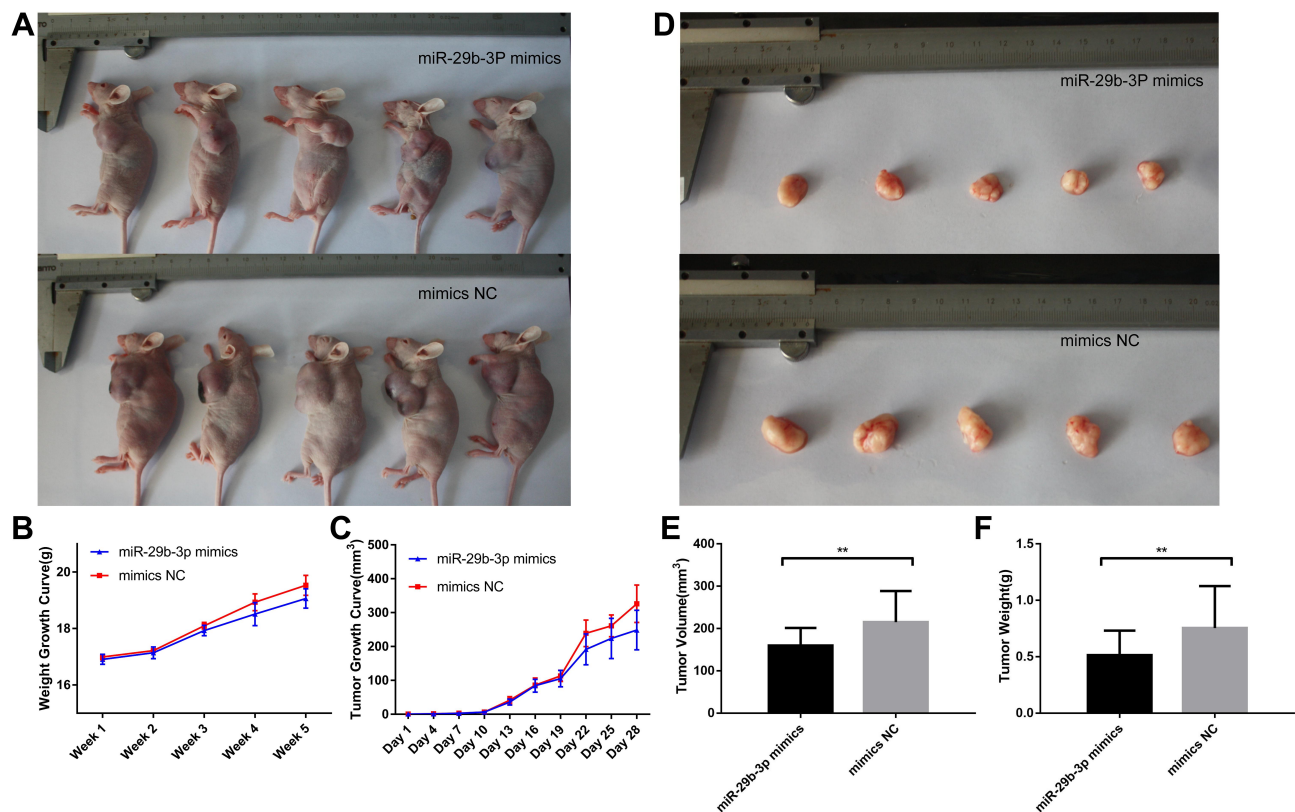 A
miR-29b-3P mimics
mimics NC
D
miR-29b-3P mimics
mimics NC
B
miR-29b-3p mimics
mimics NC
Weight Growth Curve(g)
20
18
16
Week 1
Week 2
Week 3
Week 4
Week 5
C
miR-29b-3p mimics
mimics NC
Tumor Growth Curve(mm³)
500
400
300
200
100
0
Day 1
Day 4
Day 7
Day 10
Day 13
Day 16
Day 19
Day 22
Day 25
Day 28
E
**
Tumor Volume(mm³)
400
300
200
100
0
miR-29b-3p mimics
mimics NC
F
**
Tumor Weight(g)
1.5
1.0
0.5
0.0
miR-29b-3p mimics
mimics NC